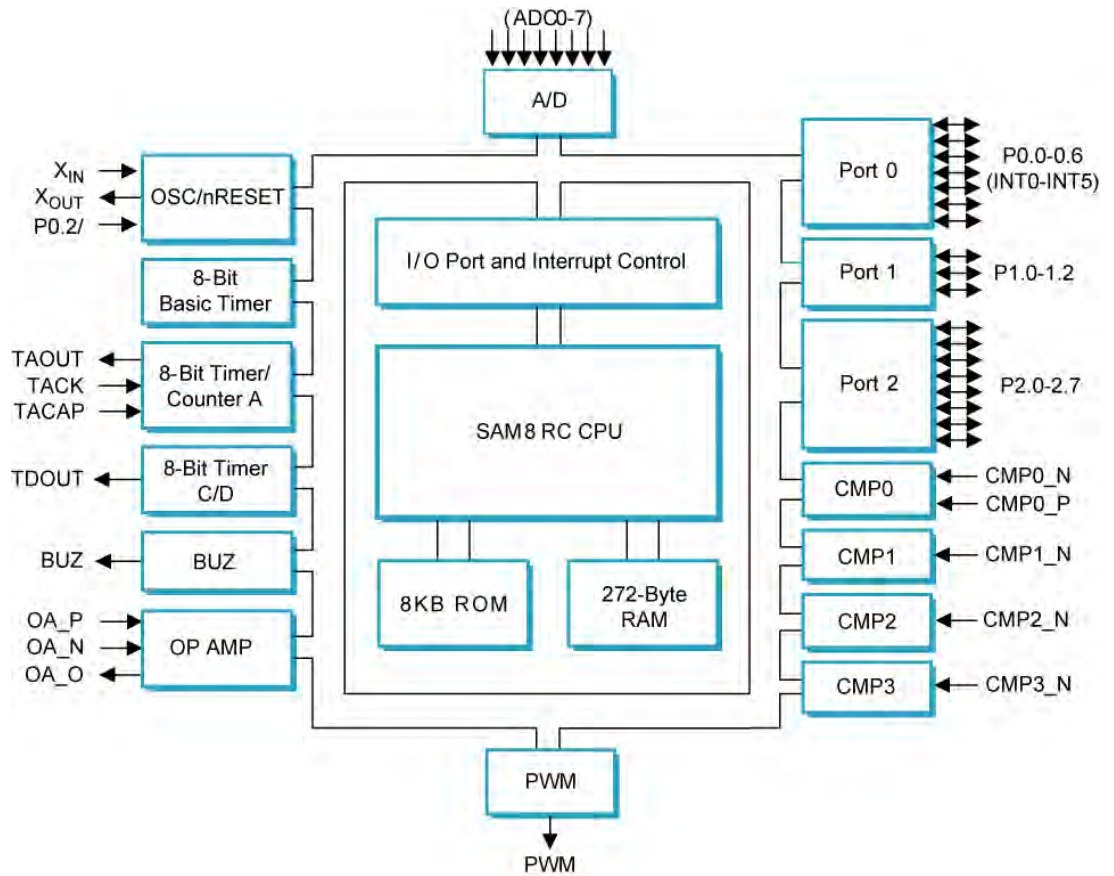 (ADC0-7)
A/D
XIN
XOUT
P0.2/
OSC/nRESET
8-Bit
Basic Timer
TAOUT
TACK
TACAP
8-Bit Timer/
Counter A
TDOUT
8-Bit Timer
C/D
BUZ
BUZ
OA_P
OA_N
OA_O
OP AMP
I/O Port and Interrupt Control
SAM8 RC CPU
8KB ROM
272-Byte
RAM
Port 0
P0.0-0.6
(INT0-INT5)
Port 1
P1.0-1.2
Port 2
P2.0-2.7
CMP0
CMP0_N
CMP0_P
CMP1
CMP1_N
CMP2
CMP2_N
CMP3
CMP3_N
PWM
PWM